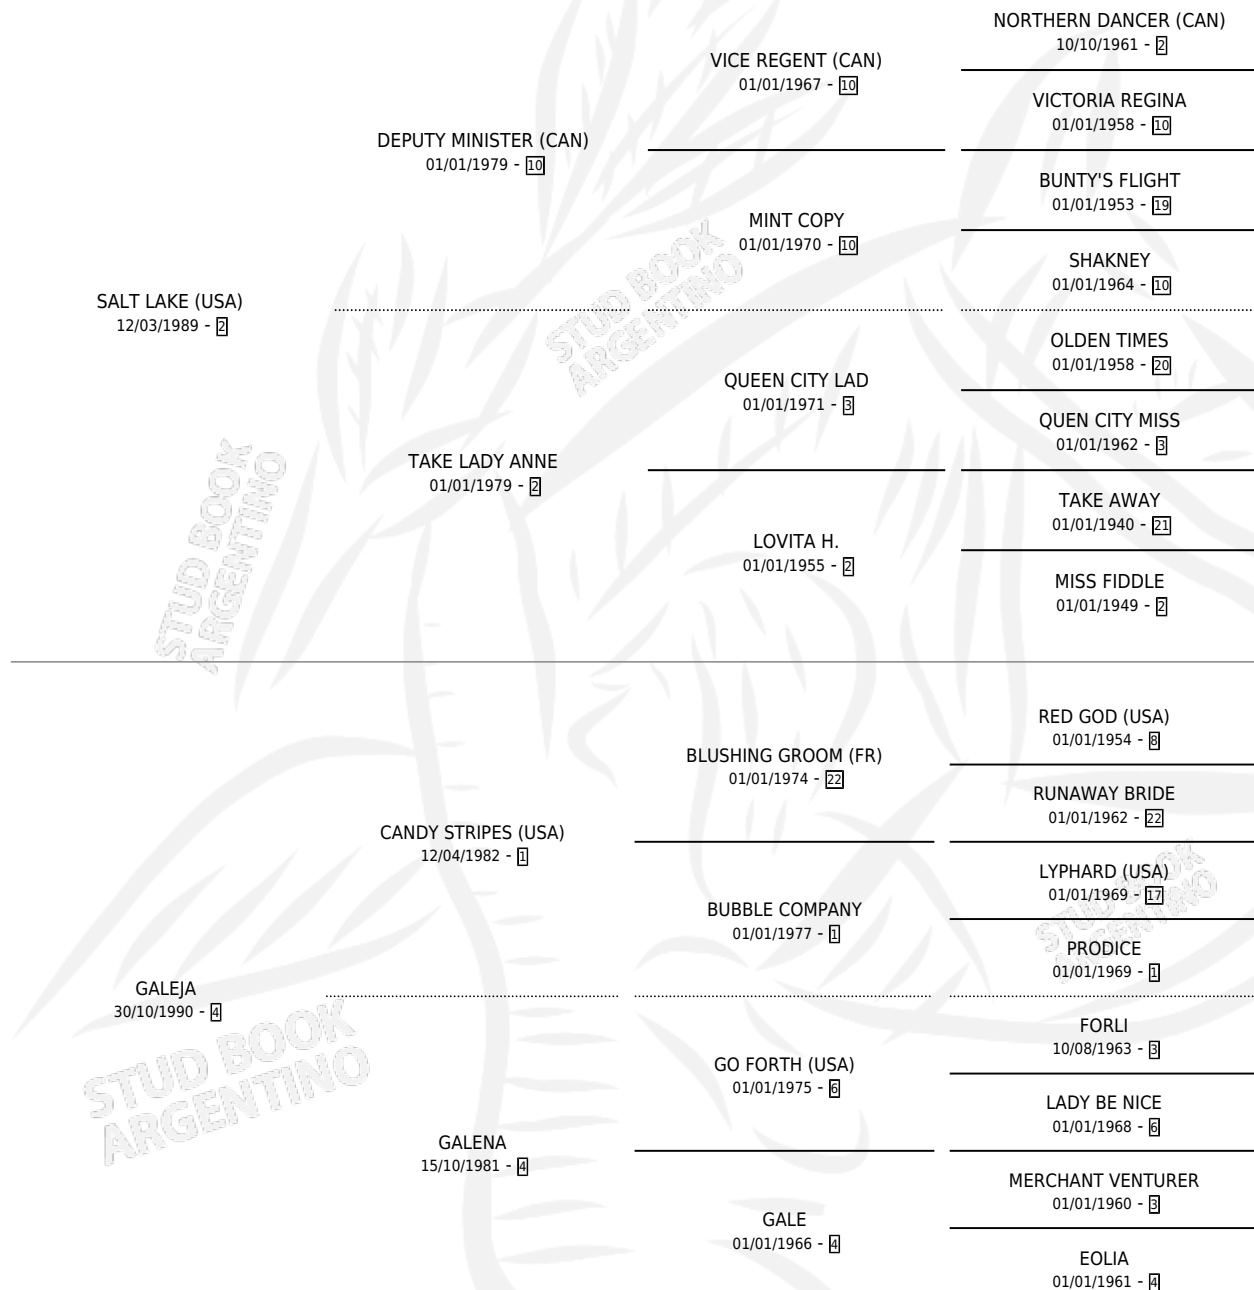 NORTHERN DANCER (CAN)
10/10/1961 - 2
VICE REGENT (CAN)
01/01/1967 - 10
VICTORIA REGINA
01/01/1958 - 10
DEPUTY MINISTER (CAN)
01/01/1979 - 10
BUNTY'S FLIGHT
01/01/1953 - 19
MINT COPY
01/01/1970 - 10
SHAKNEY
01/01/1964 - 10
SALT LAKE (USA)
12/03/1989 - 2
OLDEN TIMES
01/01/1958 - 20
QUEEN CITY LAD
01/01/1971 - 3
QUEN CITY MISS
01/01/1962 - 3
TAKE LADY ANNE
01/01/1979 - 2
TAKE AWAY
01/01/1940 - 21
LOVITA H.
01/01/1955 - 2
MISS FIDDLE
01/01/1949 - 2
RED GOD (USA)
01/01/1954 - 8
BLUSHING GROOM (FR)
01/01/1974 - 22
RUNAWAY BRIDE
01/01/1962 - 22
CANDY STRIPES (USA)
12/04/1982 - 1
LYPHARD (USA)
01/01/1969 - 17
BUBBLE COMPANY
01/01/1977 - 1
PRODICE
01/01/1969 - 1
GALEJA
30/10/1990 - 4
FORLI
10/08/1963 - 3
GO FORTH (USA)
01/01/1975 - 6
LADY BE NICE
01/01/1968 - 6
GALENA
15/10/1981 - 4
MERCHANT VENTURER
01/01/1960 - 3
GALE
01/01/1966 - 4
EOLIA
01/01/1961 - 4
STUD BOOK
ARGENTINO
STUD BOOK
ARGENTINO
STUD BOOK
ARGENTINO
STUD BOOK
ARGENTINO